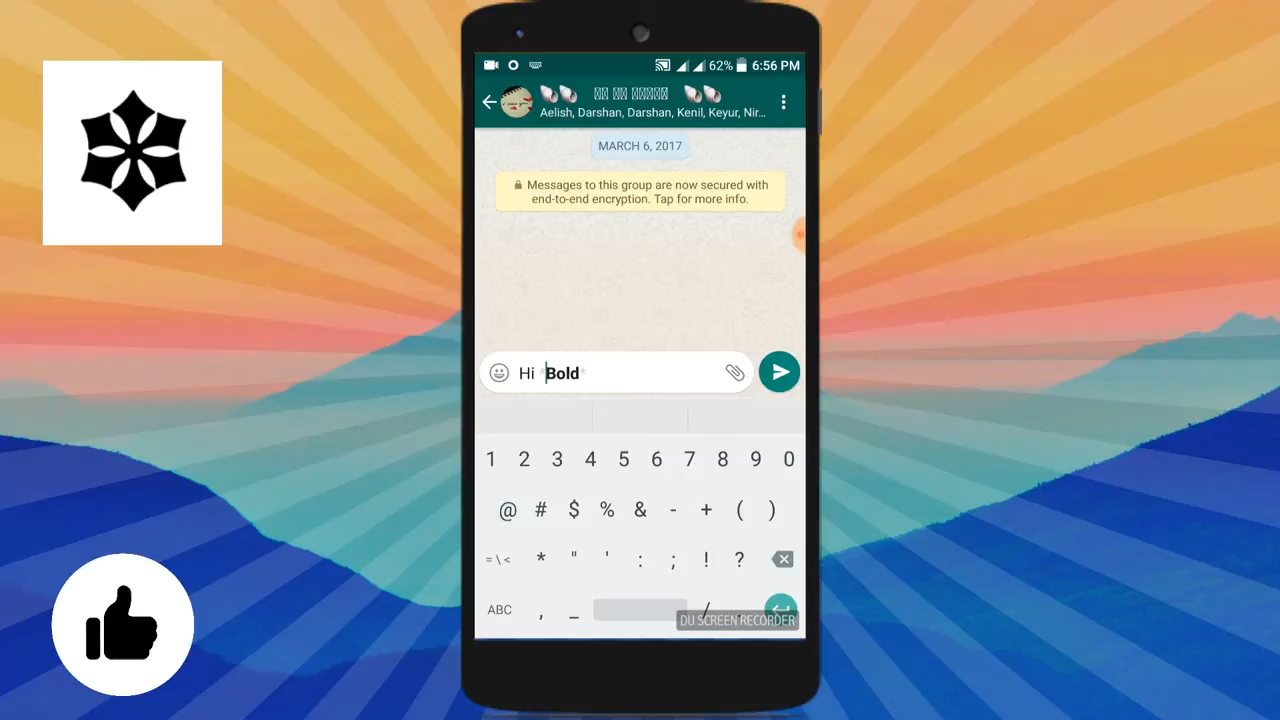 62% 6:56 PM
Aelish, Darshan, Darshan, Kenil, Keyur, Nir...
MARCH 6, 2017
Messages to this group are now secured with
end-to-end encryption. Tap for more info.
Hi *Bold*
1 2 3 4 5 6 7 8 9 0
@ # $ % & - + ( )
= \ < * " ' : ; ! ?
ABC , _ / .
DU SCREEN RECORDER